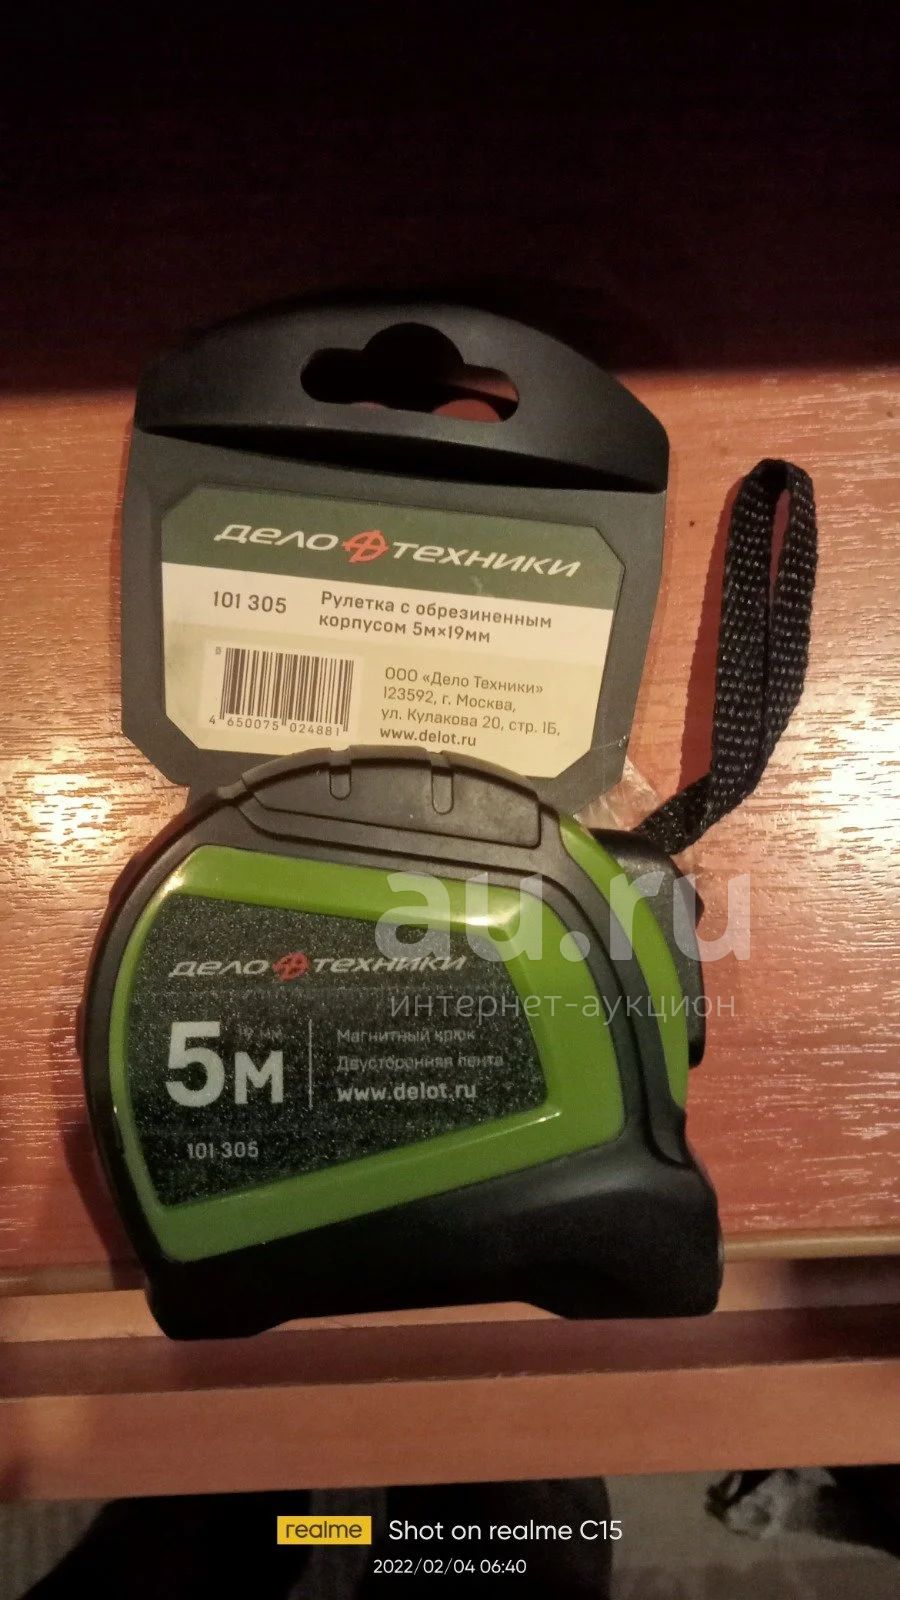 дело техники
101 305
Рулетка с обрезиненным
корпусом 5м×19мм
0
4 650075 024881
ООО «Дело Техники»
123592, г. Москва,
ул. Кулакова 20, стр. 1Б,
www.delot.ru
au.ru
интернет-аукцион
дело техники
5м
19 мм
Магнитный крюк
Двусторонняя лента
www.delot.ru
101 305
realme
Shot on realme C15
2022/02/04 06:40